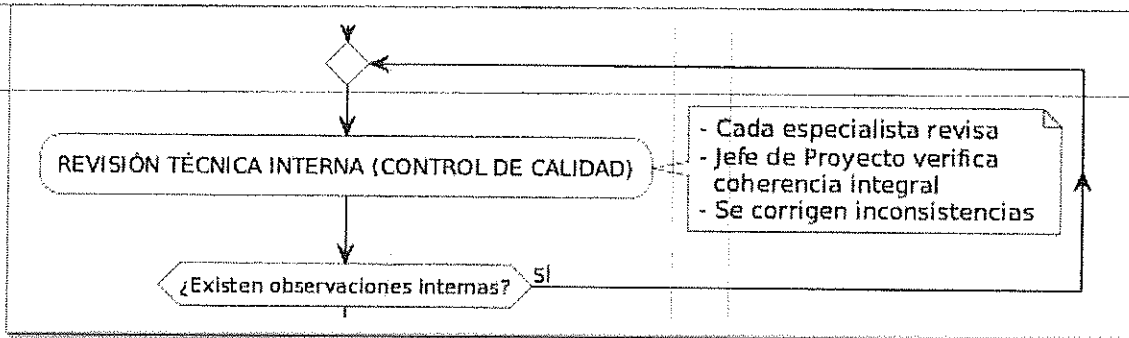 REVISIÓN TÉCNICA INTERNA (CONTROL DE CALIDAD)
- Cada especialista revisa
- Jefe de Proyecto verifica
coherencia integral
- Se corrigen inconsistencias
¿Existen observaciones internas?
SÍ